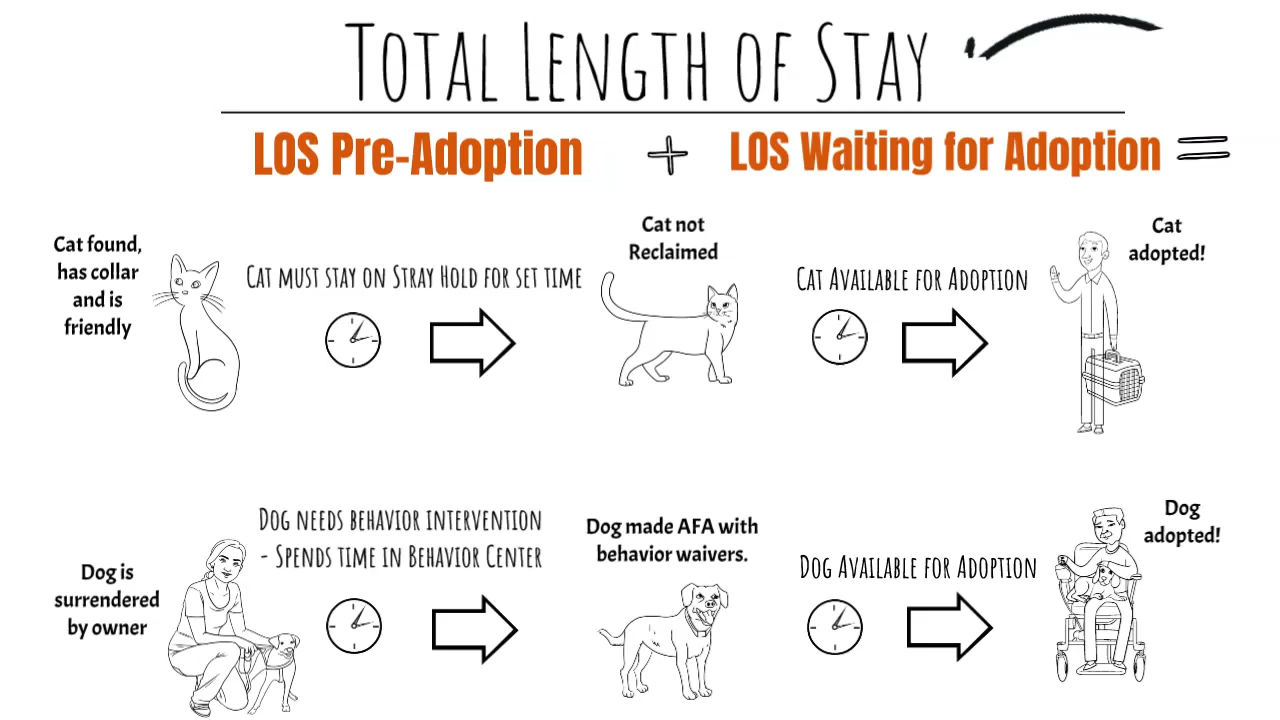 Total Length of Stay
LOS Pre-Adoption + LOS Waiting for Adoption =
Cat found,
has collar
and is
friendly
Cat must stay on Stray Hold for set time
Cat not
Reclaimed
Cat Available for Adoption
Cat
adopted!
Dog is
surrendered
by owner
Dog needs behavior intervention
- Spends time in Behavior Center
Dog made AFA with
behavior waivers.
Dog Available for Adoption
Dog
adopted!